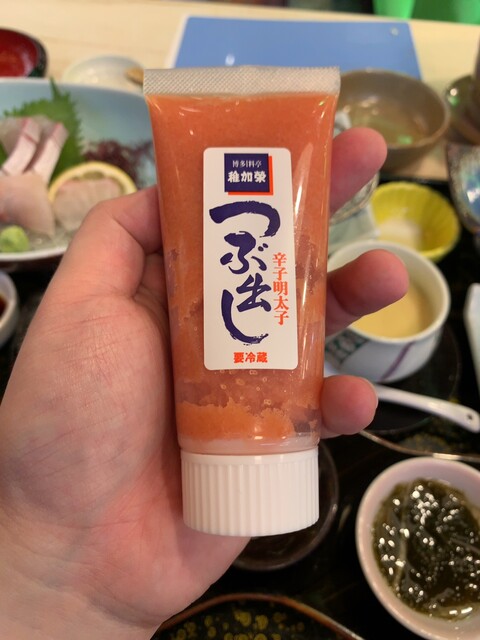 博多料亭
稚加榮
つぶ出し
辛子明太子
要冷蔵